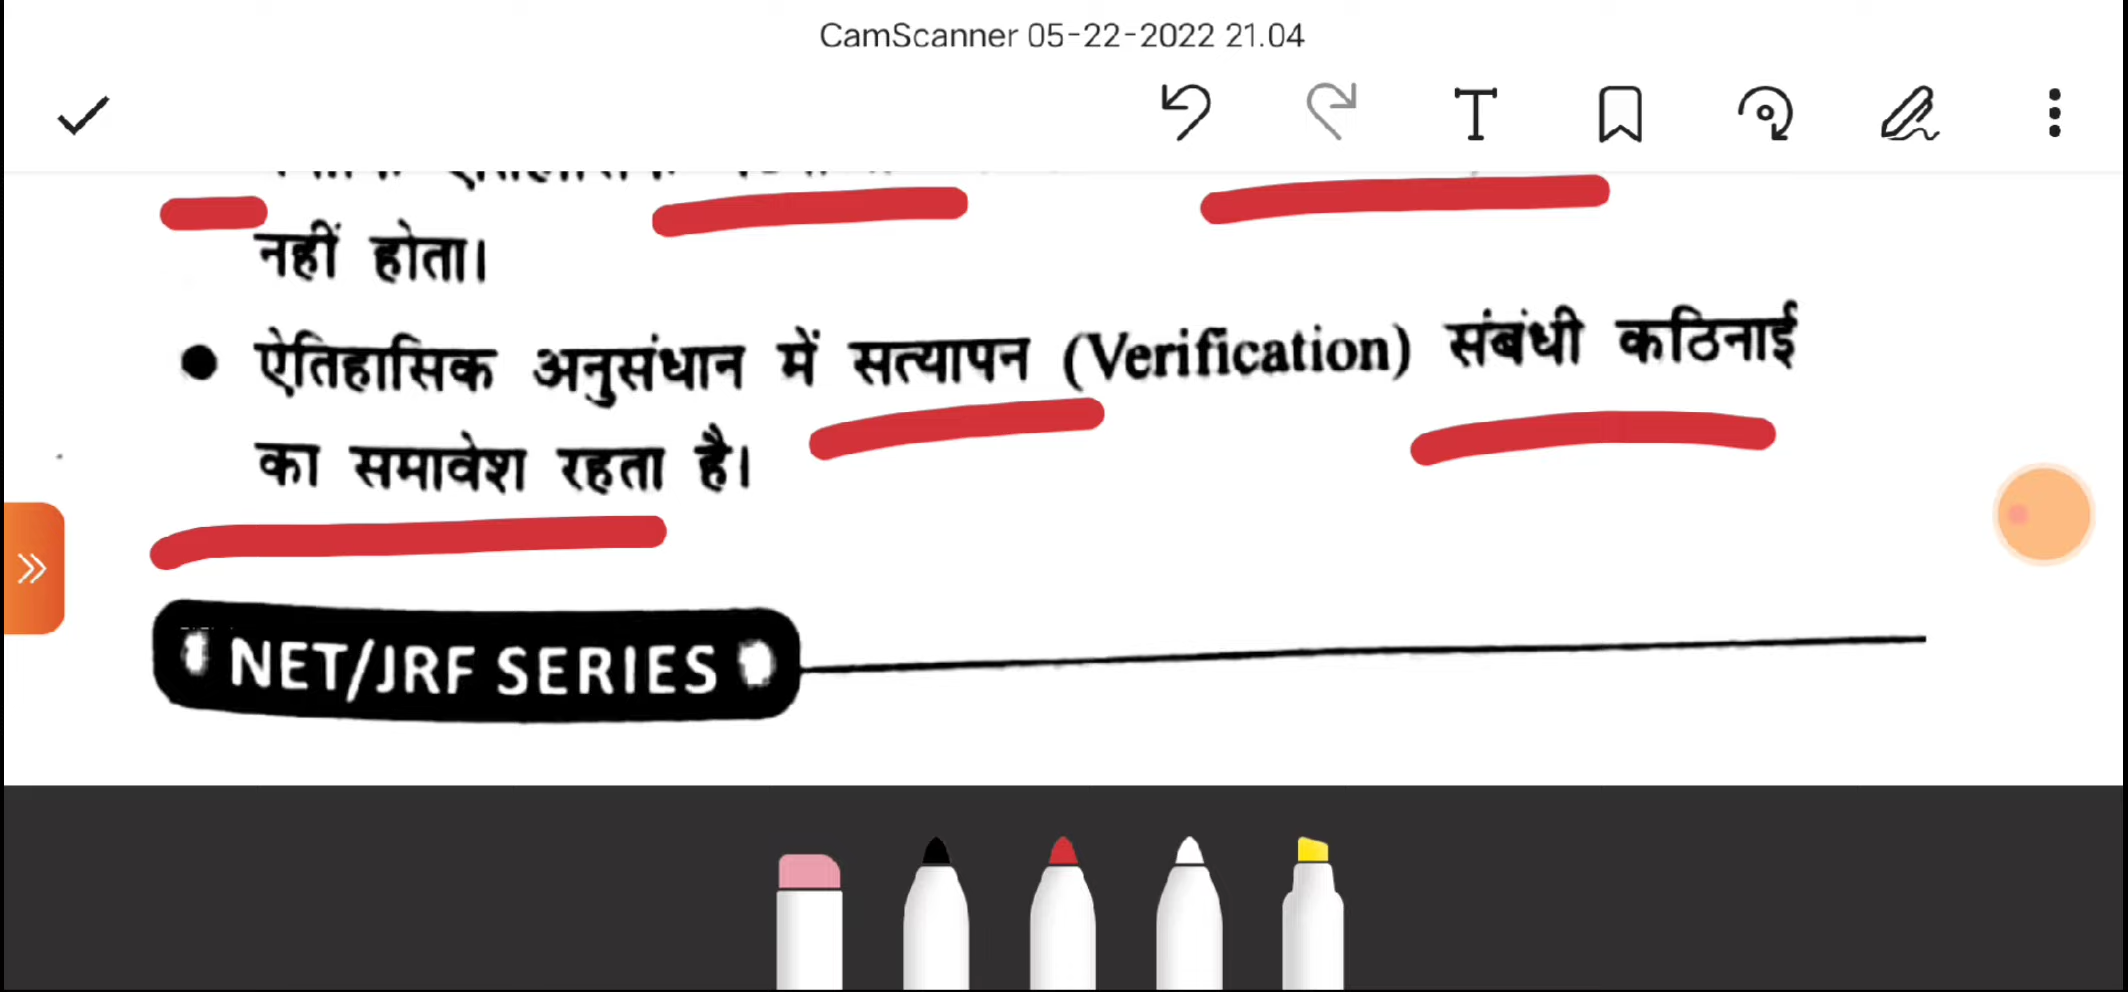 CamScanner 05-22-2022 21.04
नहीं होता।
● ऐतिहासिक अनुसंधान में सत्यापन (Verification) संबंधी कठिनाई
का समावेश रहता है।
NET/JRF SERIES